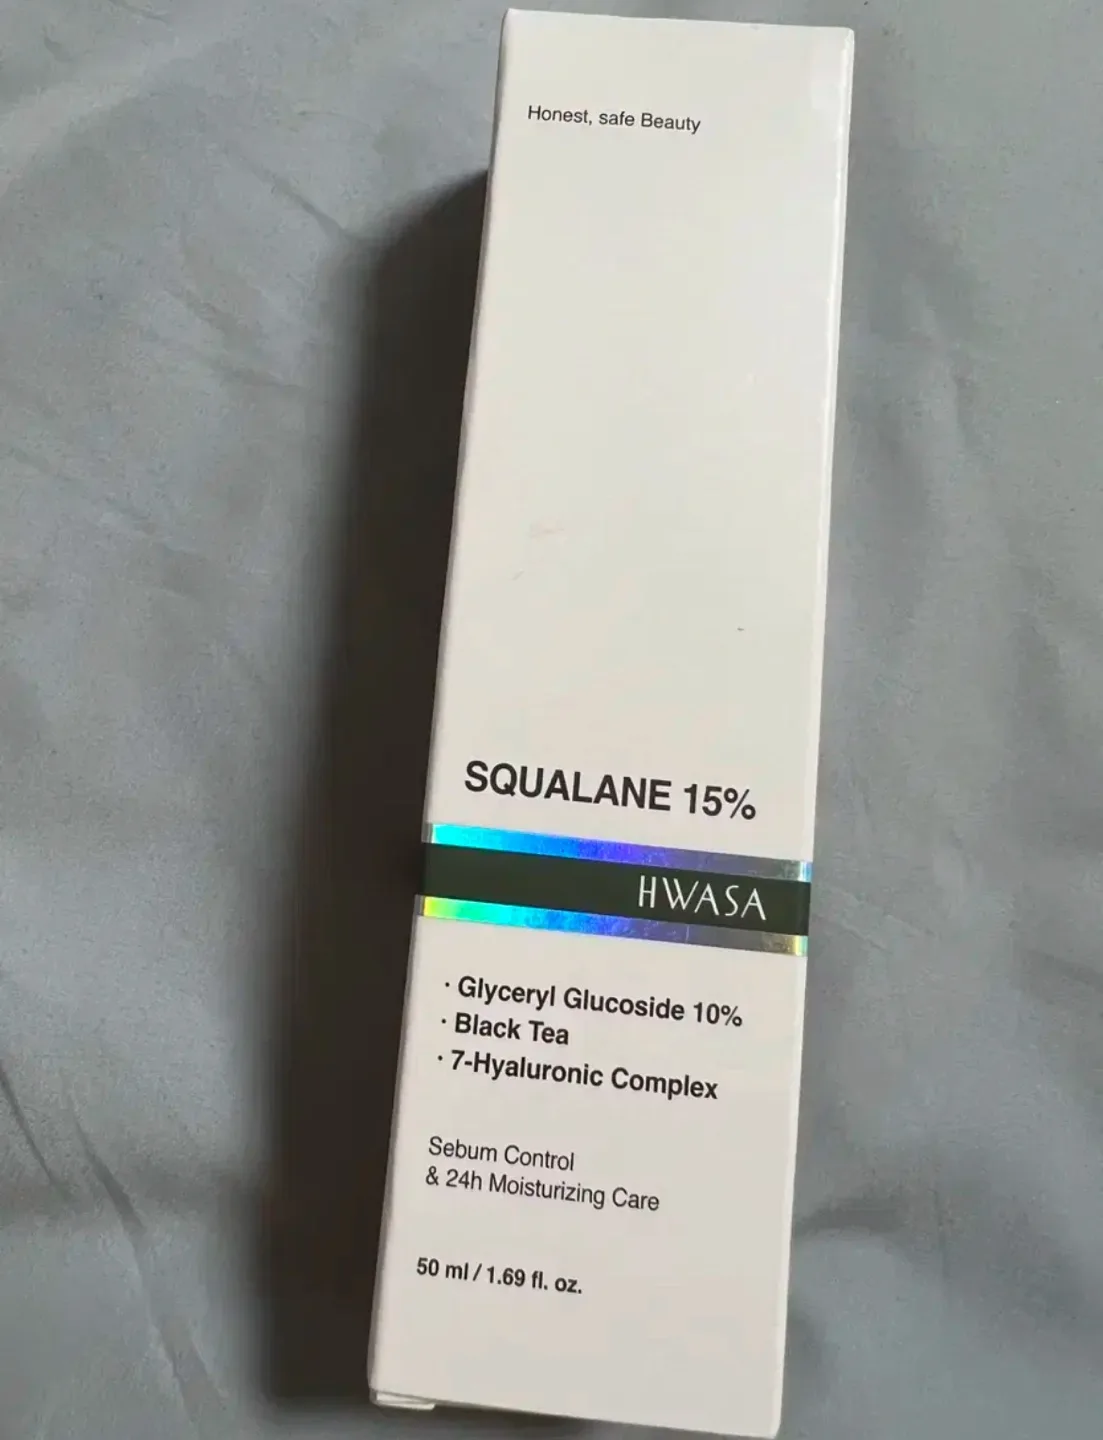 Honest, safe Beauty
SQUALANE 15%
HWASA
· Glyceryl Glucoside 10%
· Black Tea
· 7-Hyaluronic Complex
Sebum Control
& 24h Moisturizing Care
50 ml / 1.69 fl. oz.